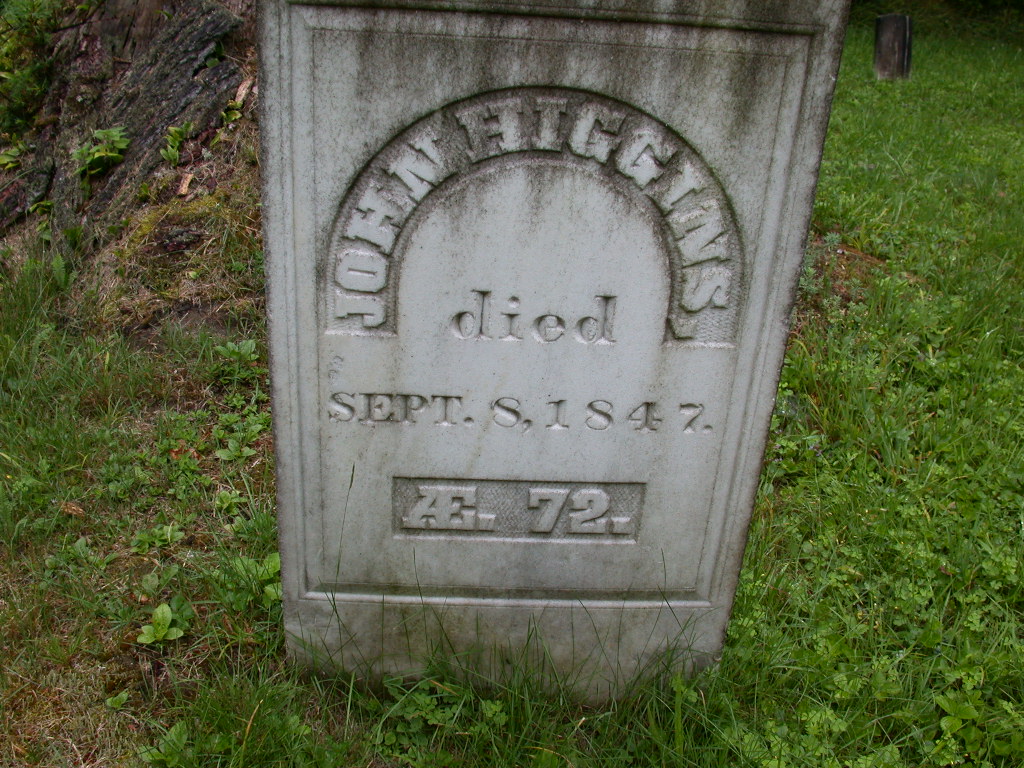 JOHN HIGGINS
died
SEPT. 8, 1847.
Æ. 72.